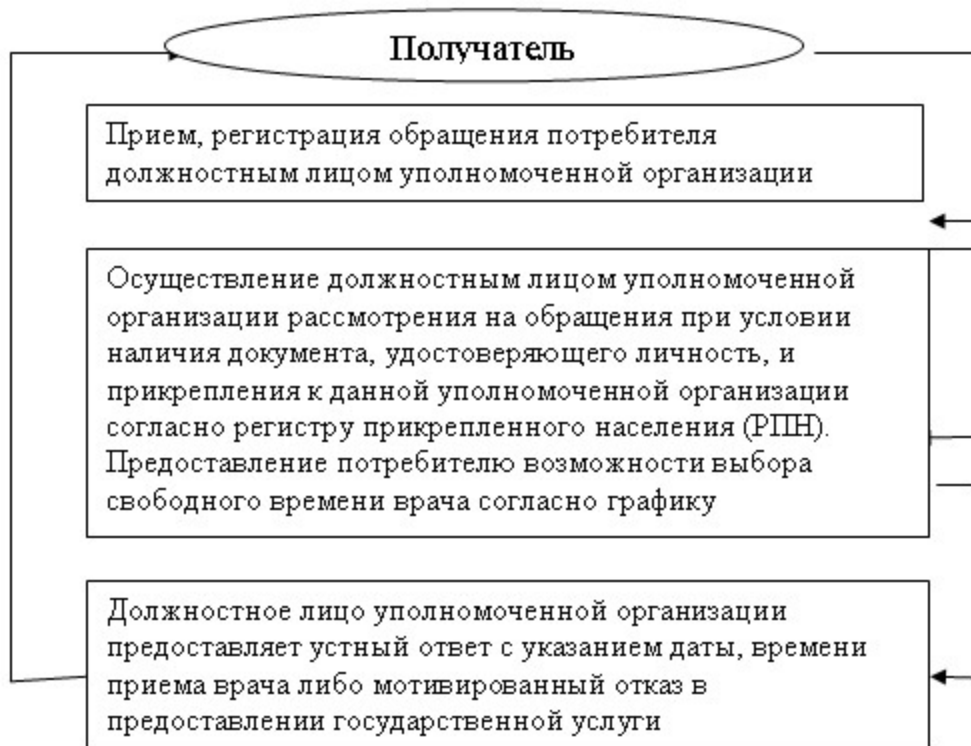 Получатель
Прием, регистрация обращения потребителя
должностным лицом уполномоченной организации
Осуществление должностным лицом уполномоченной
организации рассмотрения на обращения при условии
наличия документа, удостоверяющего личность, и
прикрепления к данной уполномоченной организации
согласно регистру прикрепленного населения (РПН).
Предоставление потребителю возможности выбора
свободного времени врача согласно графику
Должностное лицо уполномоченной организации
предоставляет устный ответ с указанием даты, времени
приема врача либо мотивированный отказ в
предоставлении государственной услуги